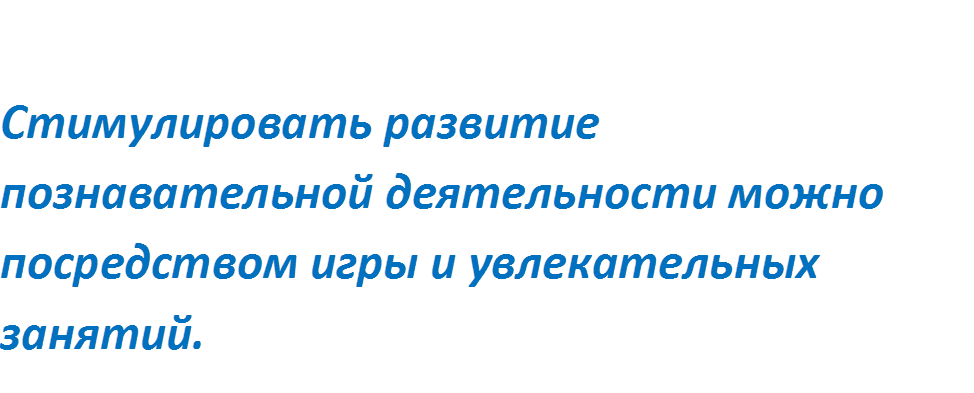 Стимулировать развитие
познавательной деятельности можно
посредством игры и увлекательных
занятий.